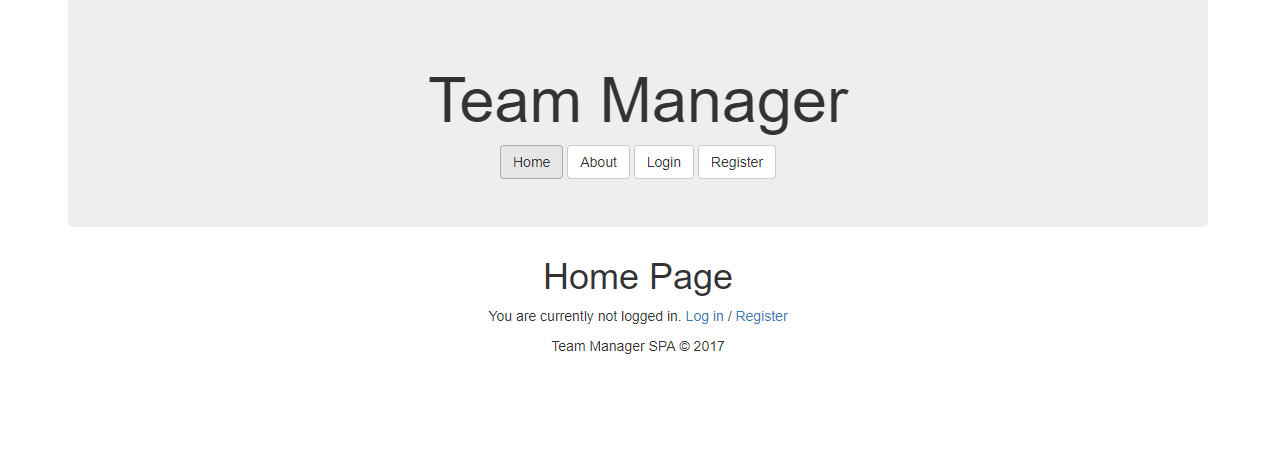 Team Manager
Home About Login Register
Home Page
You are currently not logged in. Log in / Register
Team Manager SPA © 2017